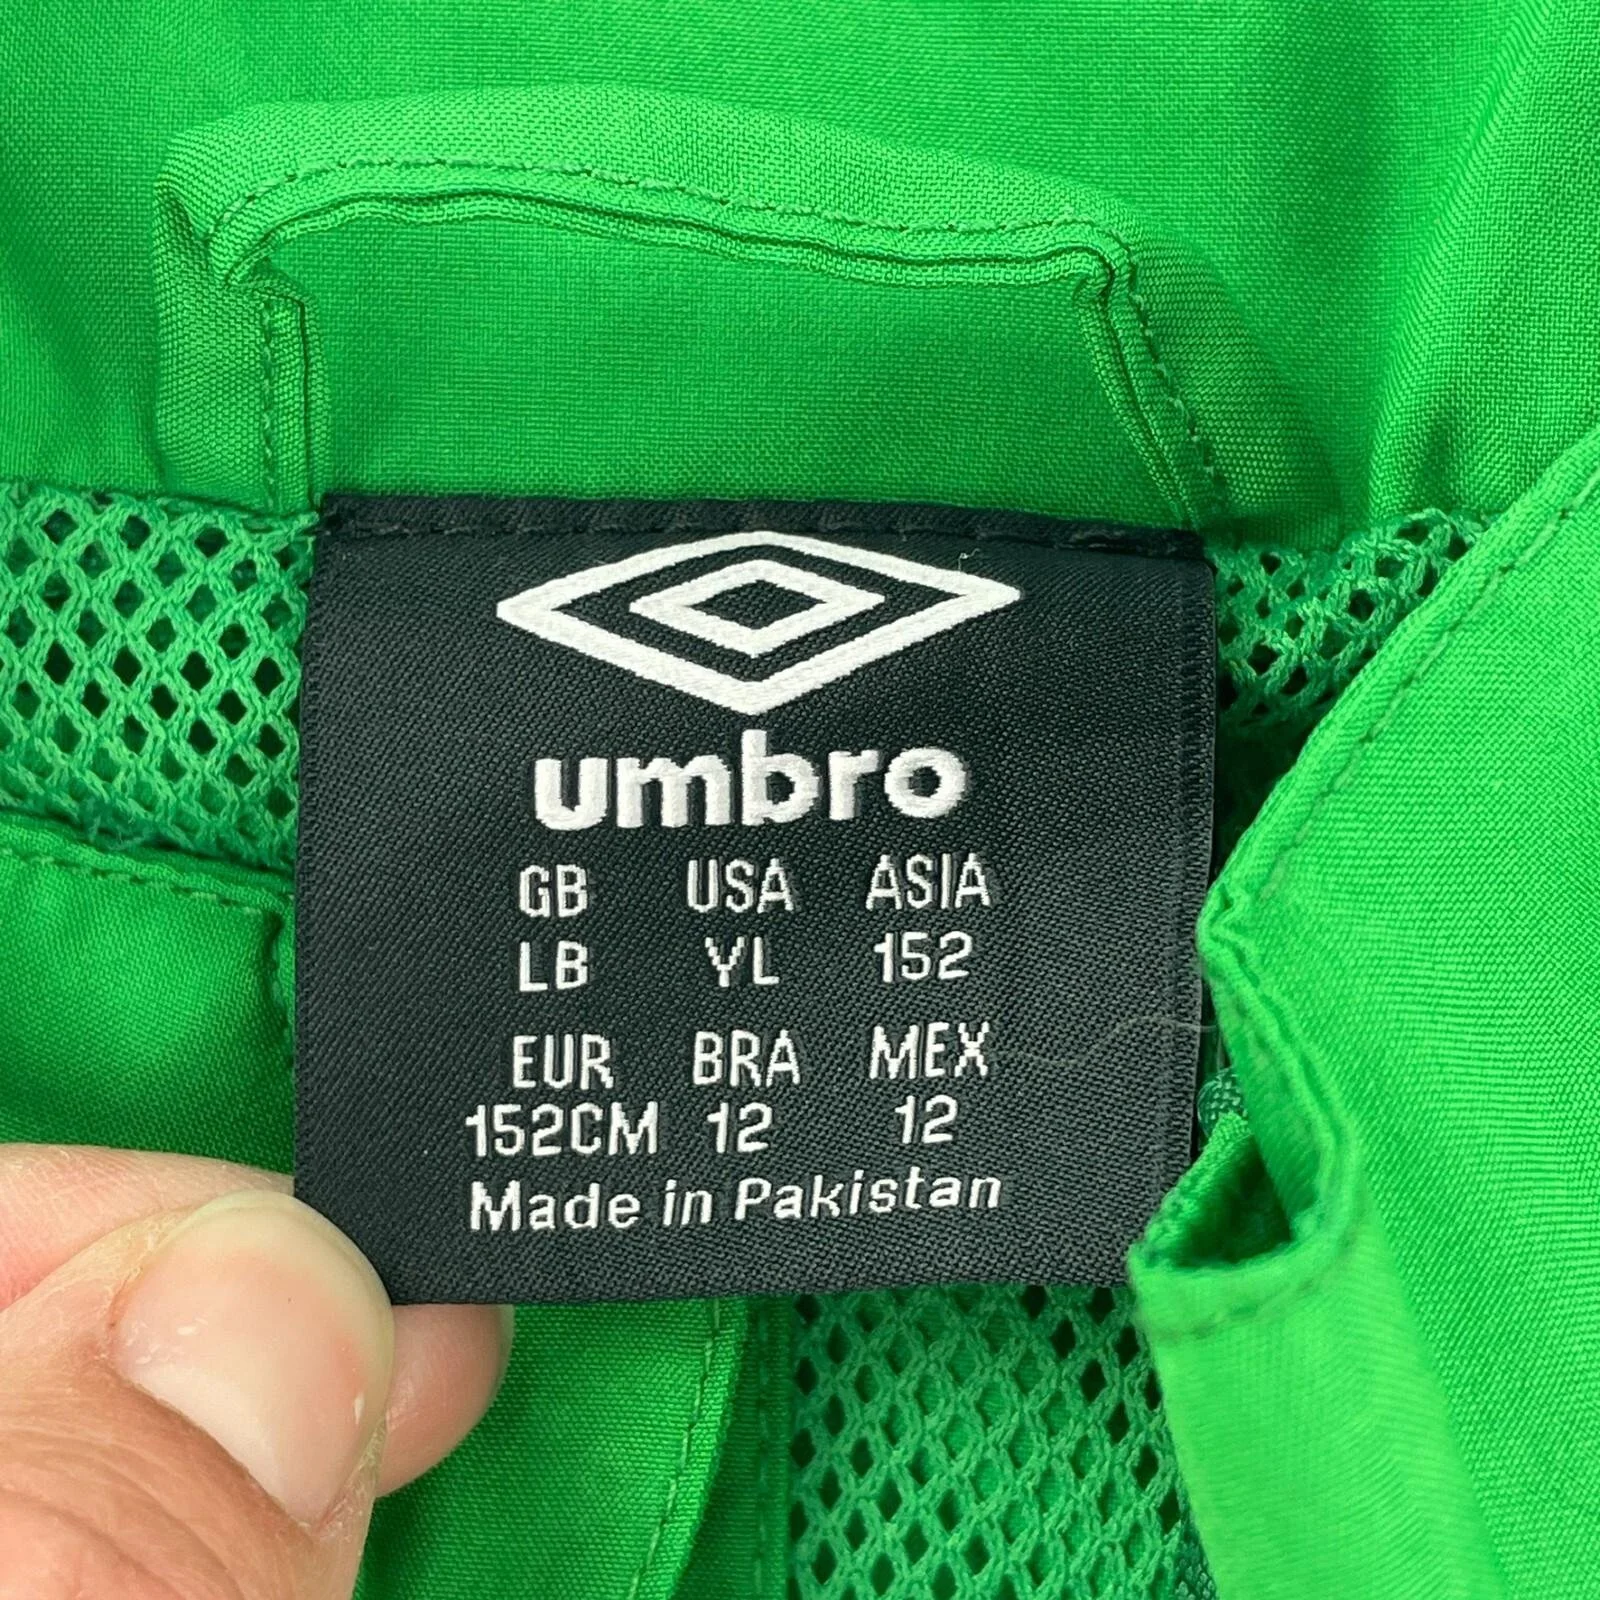 umbro
GB USA ASIA
LB YL 152
EUR BRA MEX
152CM 12 12
Made in Pakistan